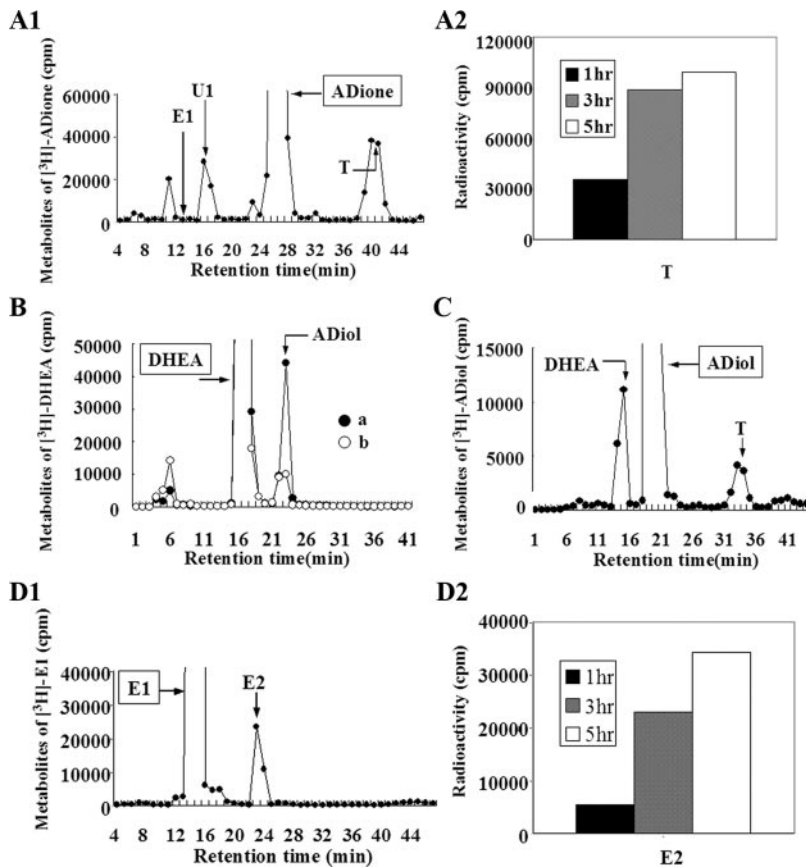 A1
Metabolites of [³H]-ADione (cpm)
60000
40000
20000
0
E1
U1
ADione
T
4 8 12 16 20 24 28 32 36 40 44
Retention time(min)
A2
Radioactivity (cpm)
120000
90000
60000
30000
0
1hr
3hr
5hr
T
B
Metabolites of [³H]-DHEA (cpm)
50000
40000
30000
20000
10000
0
DHEA
ADiol
a
b
1 6 11 16 21 26 31 36 41
Retention time(min)
C
Metabolites of [³H]-ADiol (cpm)
15000
10000
5000
0
DHEA
ADiol
T
1 6 11 16 21 26 31 36 41
Retention time(min)
D1
Metabolites of [³H]-E1 (cpm)
40000
30000
20000
10000
0
E1
E2
4 8 12 16 20 24 28 32 36 40 44
Retention time (min)
D2
Radioactivity (cpm)
40000
30000
20000
10000
0
1hr
3hr
5hr
E2